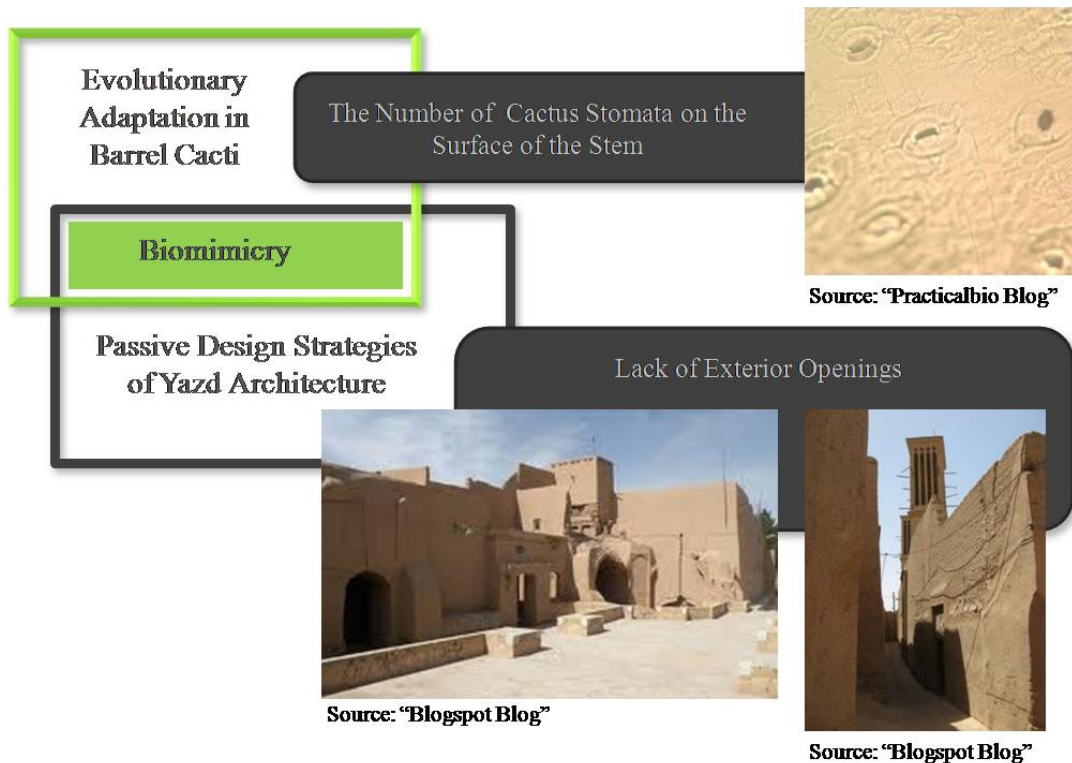 Evolutionary
Adaptation in
Barrel Cacti
The Number of Cactus Stomata on the
Surface of the Stem
Source: “Practicalbio Blog”
Biomimicry
Passive Design Strategies
of Yazd Architecture
Lack of Exterior Openings
Source: “Blogspot Blog”
Source: “Blogspot Blog”